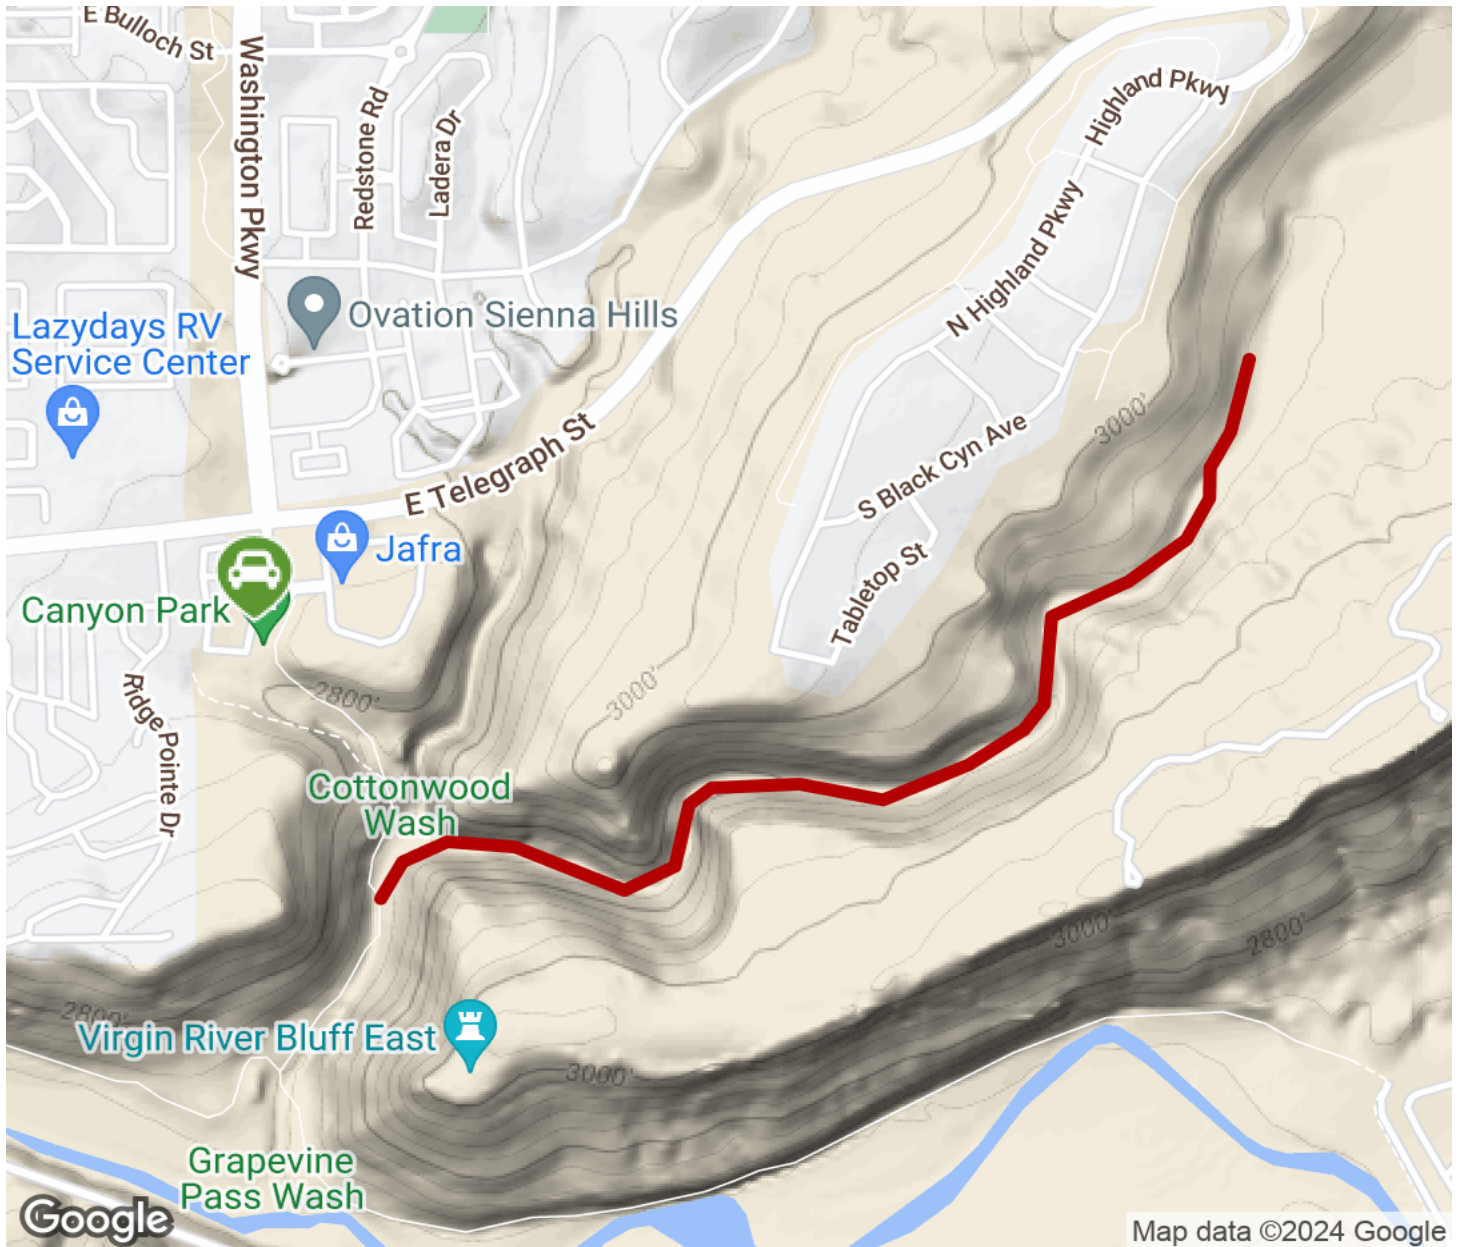 E Bulloch St
Washington Pkwy
Redstone Rd
Ladera Dr
Highland Pkwy
N Highland Pkwy
Ovation Sienna Hills
Lazydays RV
Service Center
3000'
S Black Cyn Ave
E Telegraph St
Jafra
Tabletop St
Canyon Park
Ridge Pointe Dr
2800'
3000'
Cottonwood
Wash
3000'
2800'
2800'
Virgin River Bluff East
3000'
Grapevine
Pass Wash
Google
Map data ©2024 Google